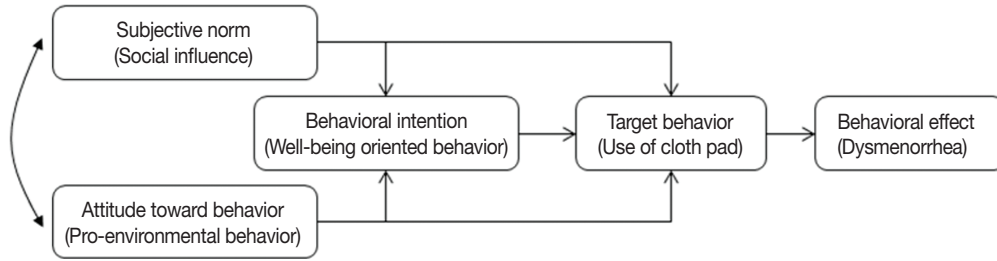 Subjective norm
(Social influence)
Behavioral intention
(Well-being oriented behavior)
Target behavior
(Use of cloth pad)
Behavioral effect
(Dysmenorrhea)
Attitude toward behavior
(Pro-environmental behavior)